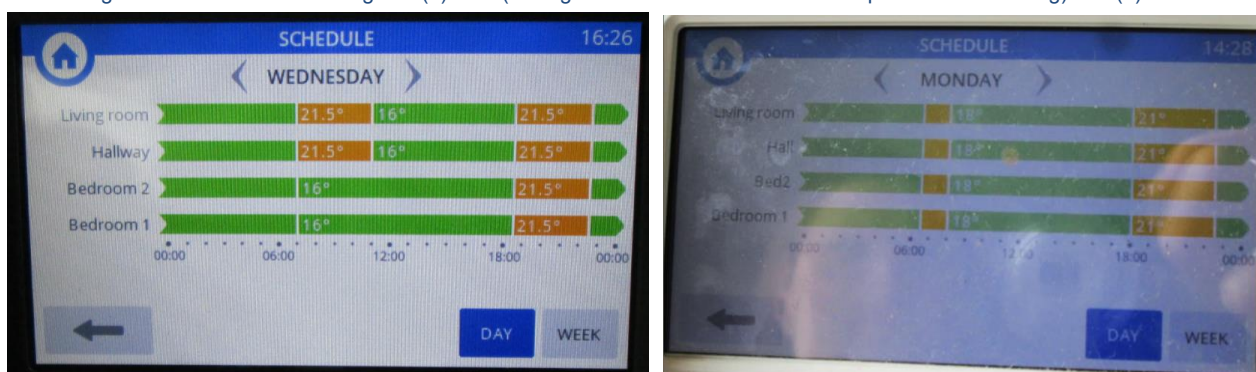 SCHEDULE 16:26
WEDNESDAY
Living room 21.5° 16° 21.5°
Hallway 21.5° 16° 21.5°
Bedroom 2 16° 21.5°
Bedroom 1 16° 21.5°
00:00 06:00 12:00 18:00 00:00
DAY WEEK
SCHEDULE 14:28
MONDAY
Living room 18° 21°
Hall 18° 21°
Bed2 18° 21°
Bedroom 1 18° 21°
00:00 06:00 12:00 18:00 00:00
DAY WEEK